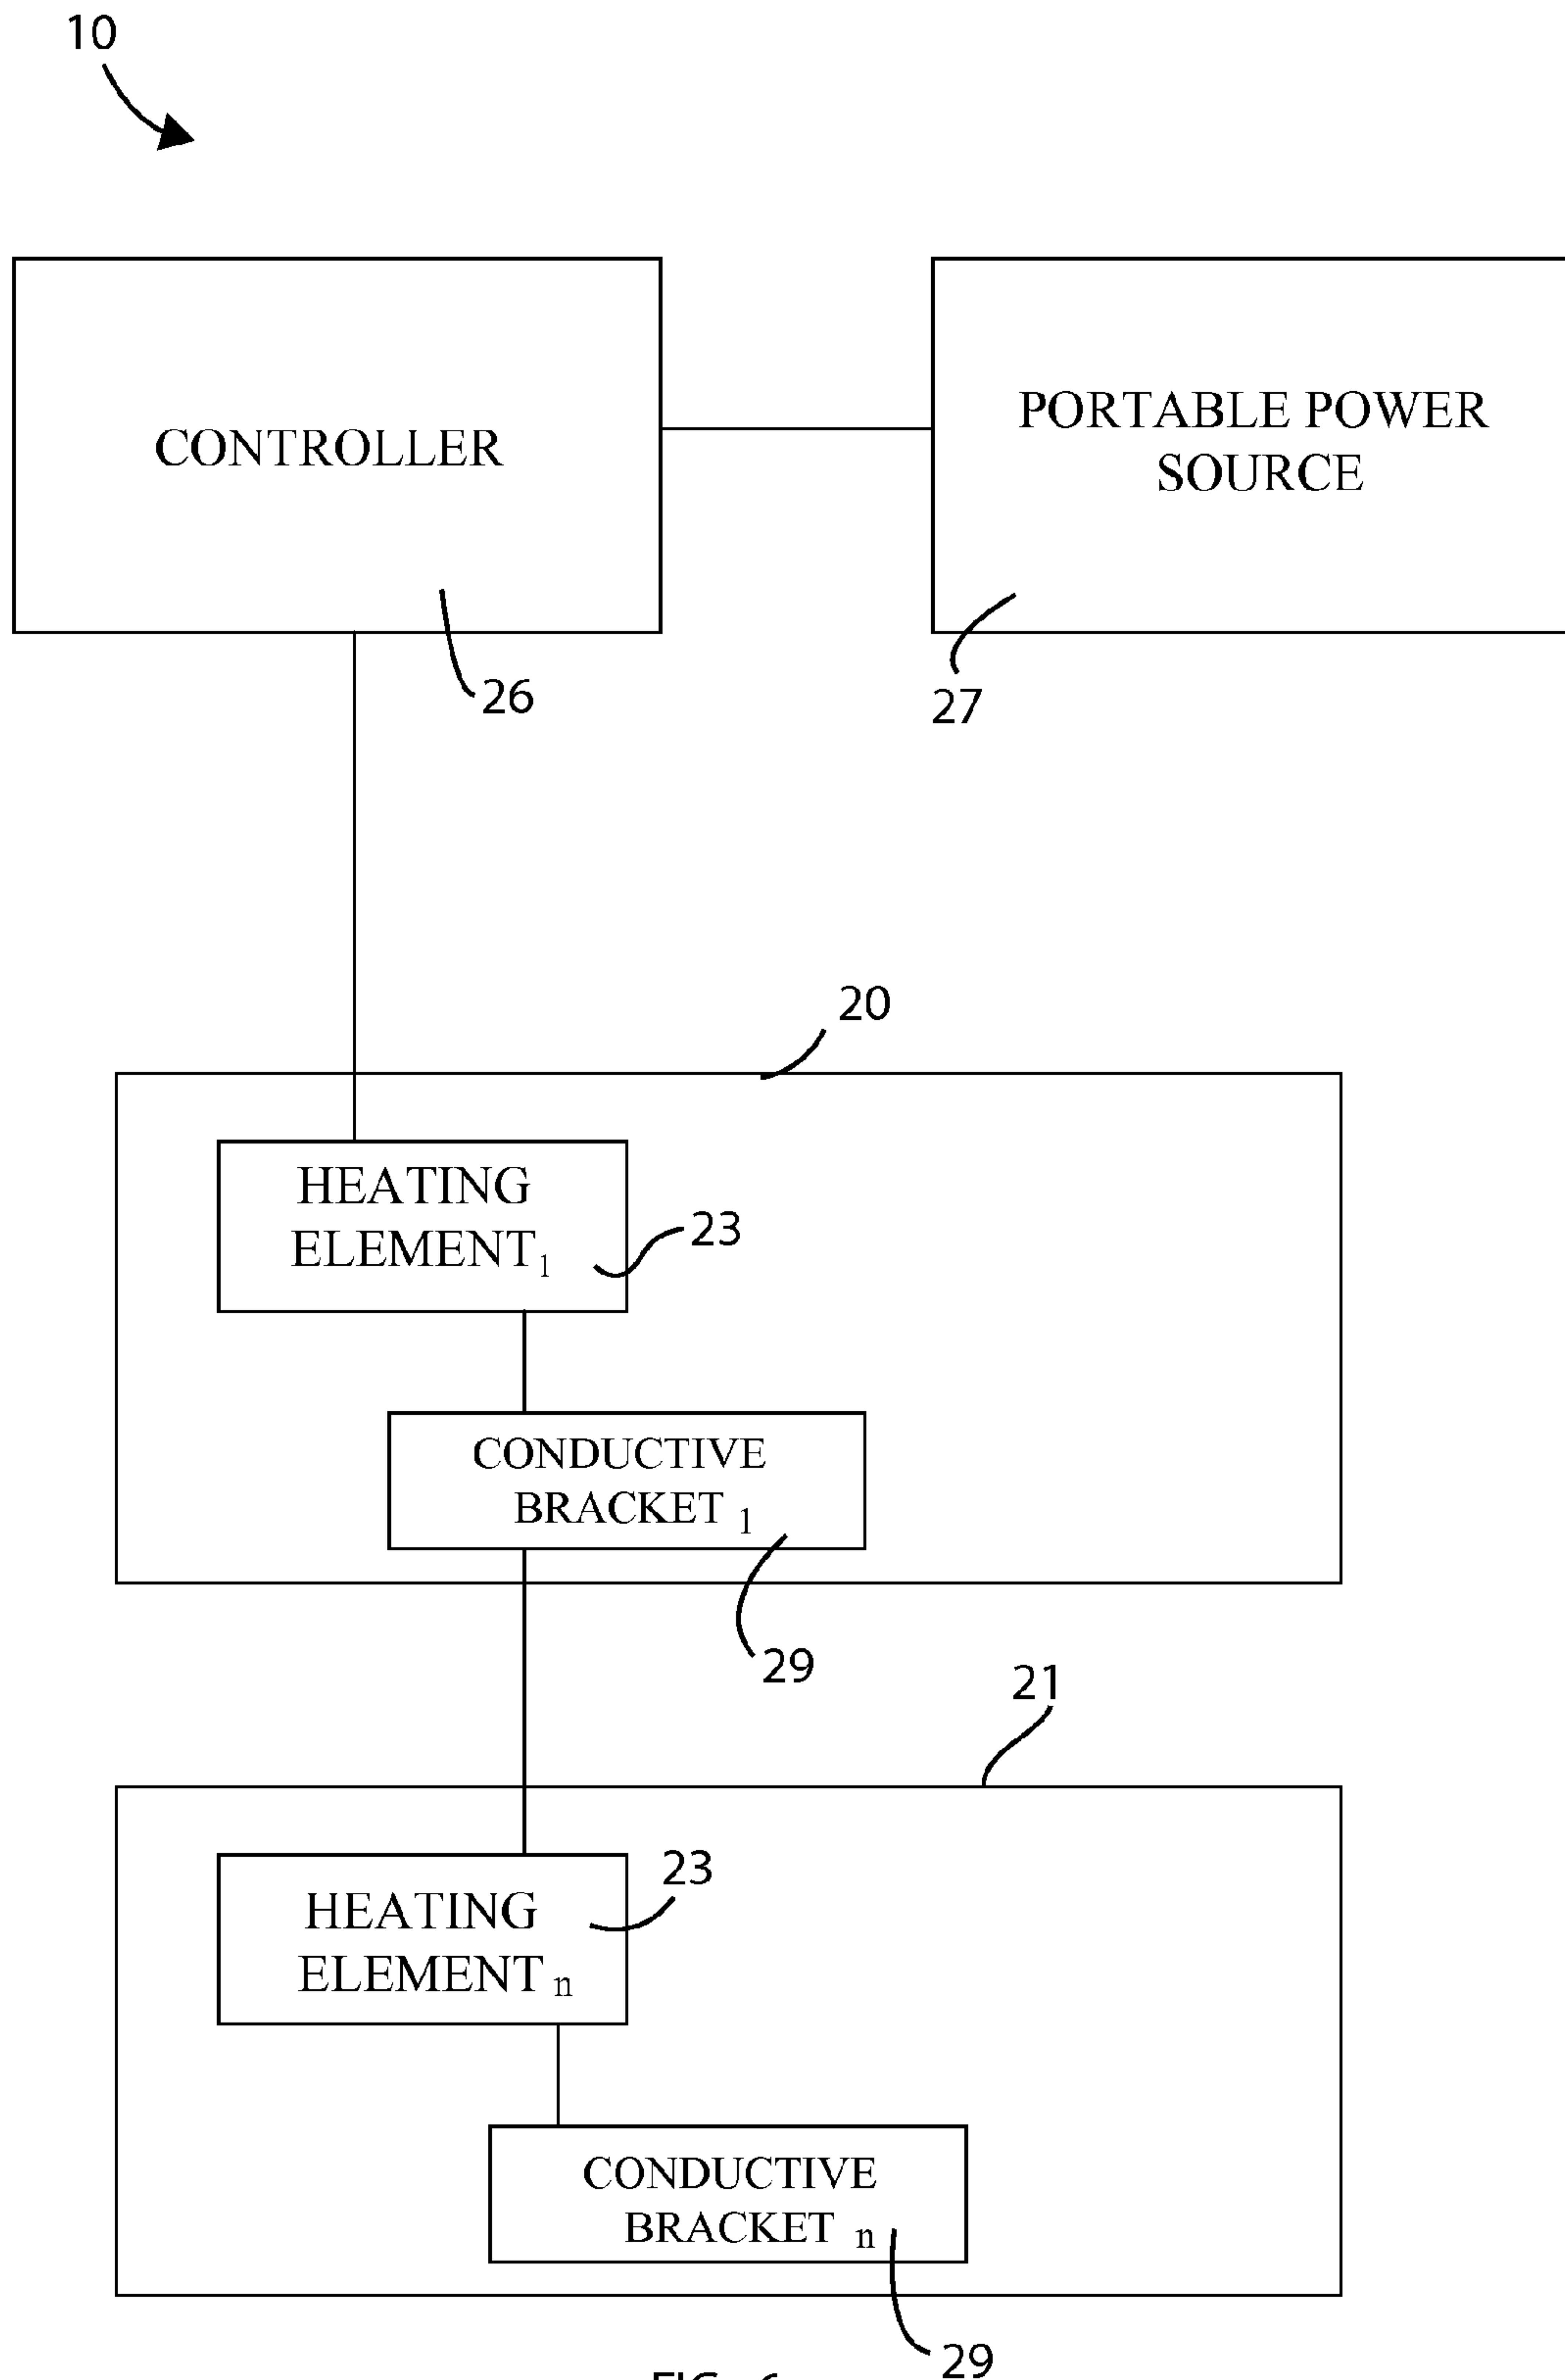 10
CONTROLLER
PORTABLE POWER
SOURCE
26
27
20
HEATING
ELEMENT1
23
CONDUCTIVE
BRACKET 1
29
21
HEATING
ELEMENT n
23
CONDUCTIVE
BRACKET n
29